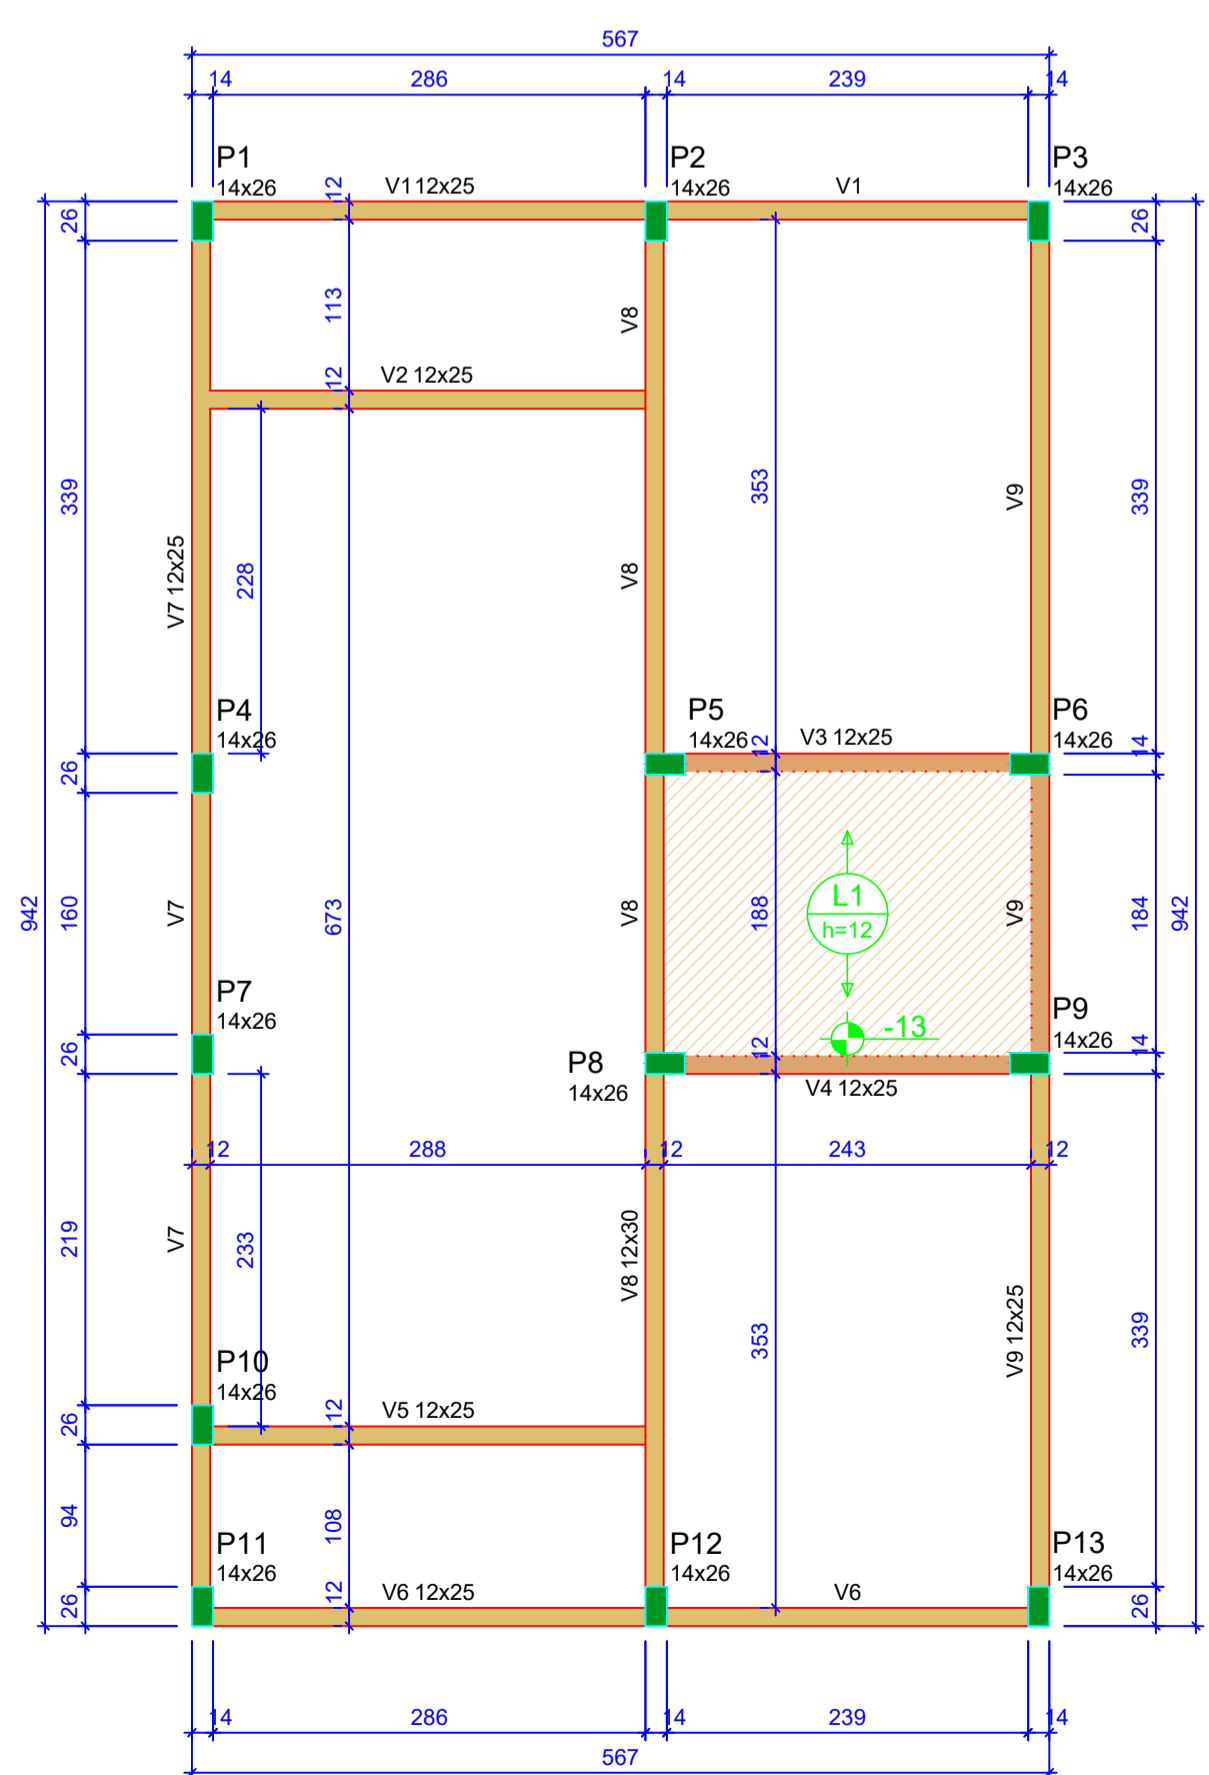 567
14 286 14 239 14
P1 P2 P3
14x26 12 V1 12x25 14x26 V1 14x26
26 26
113 V8
12 V2 12x25
339 353 V9 339
V7 12x25 228 V8
P4 P5 P6
14x26 14x26 12 V3 12x25 14x26 14
26
L1
h=12
942 160 V7 673 V8 188 V9 184 942
P7 P9
14x26 -13 14x26 14
26 P8 12
14x26 V4 12x25
12 288 12 243 12
219 V7 233 V8 12x30
353 V9 12x25 339
P10
14x26
26 12 V5 12x25
94 108
P11 P12 P13
14x26 14x26 14x26
26 12 V6 12x25 V6 26
14 286 14 239 14
567